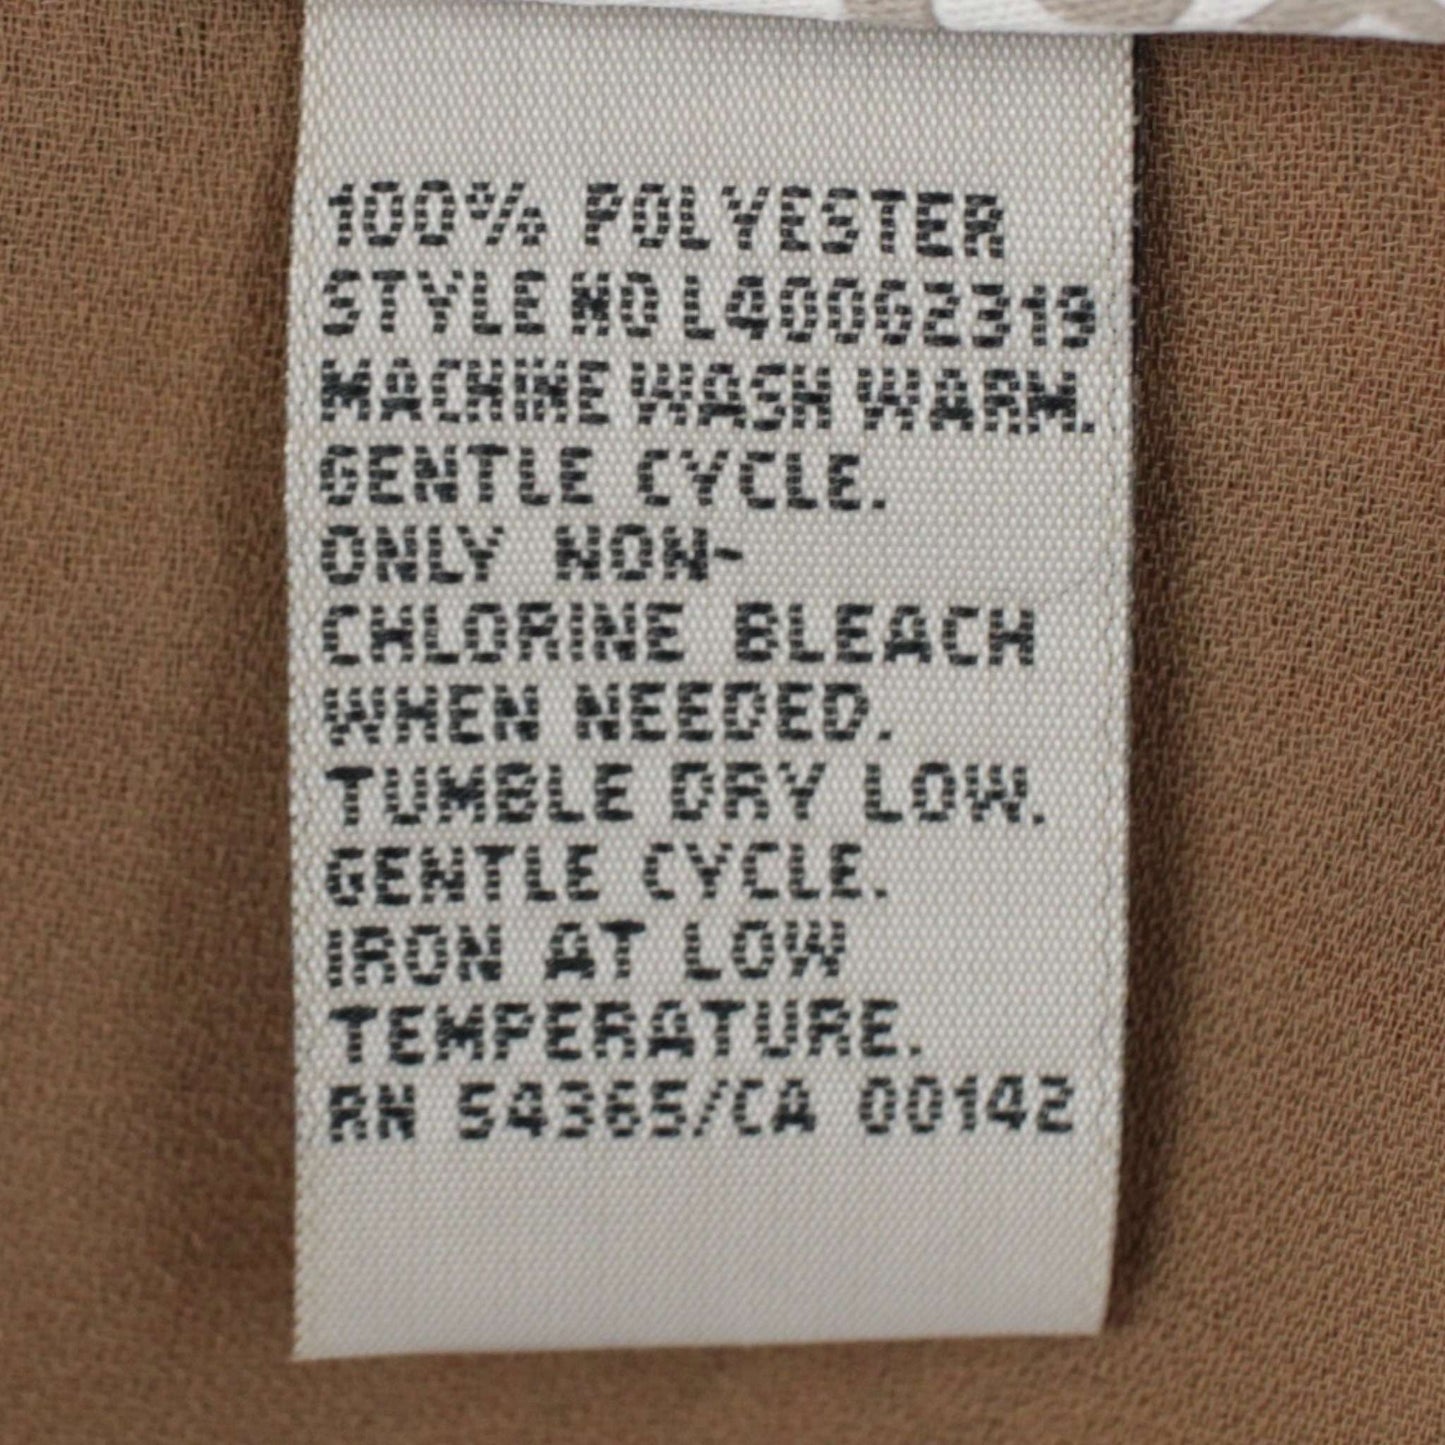 100% POLYESTER
STYLE NO L40062319
MACHINE WASH WARM.
GENTLE CYCLE.
ONLY NON-
CHLORINE BLEACH
WHEN NEEDED.
TUMBLE DRY LOW.
GENTLE CYCLE.
IRON AT LOW
TEMPERATURE.
RN 54365/CA 00142